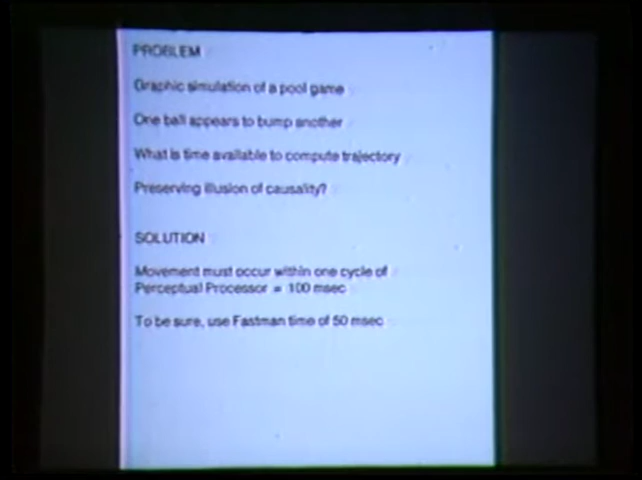 PROBLEM
Graphic simulation of a pool game
One ball appears to bump another
What is time available to compute trajectory
Preserving illusion of causality?
SOLUTION
Movement must occur within one cycle of
Perceptual Processor = 100 msec
To be sure, use Fastman time of 50 msec